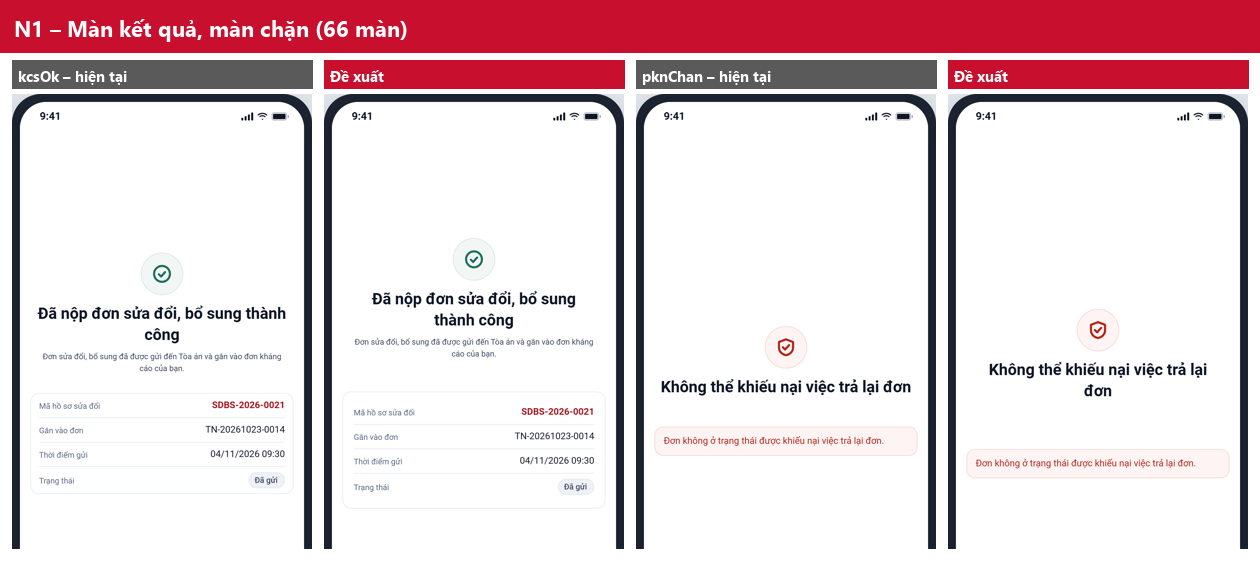 N1 – Màn kết quả, màn chặn (66 màn)
kcsOk – hiện tại
9:41
Đã nộp đơn sửa đổi, bổ sung thành
công
Đơn sửa đổi, bổ sung đã được gửi đến Tòa án và gắn vào đơn kháng
cáo của bạn.
Mã hồ sơ sửa đổi SDBS-2026-0021
Gắn vào đơn TN-20261023-0014
Thời điểm gửi 04/11/2026 09:30
Trạng thái Đã gửi
Đề xuất
9:41
Đã nộp đơn sửa đổi, bổ sung
thành công
Đơn sửa đổi, bổ sung đã được gửi đến Tòa án và gắn vào đơn kháng
cáo của bạn.
Mã hồ sơ sửa đổi SDBS-2026-0021
Gắn vào đơn TN-20261023-0014
Thời điểm gửi 04/11/2026 09:30
Trạng thái Đã gửi
pknChan – hiện tại
9:41
Không thể khiếu nại việc trả lại đơn
Đơn không ở trạng thái được khiếu nại việc trả lại đơn.
Đề xuất
9:41
Không thể khiếu nại việc trả lại
đơn
Đơn không ở trạng thái được khiếu nại việc trả lại đơn.